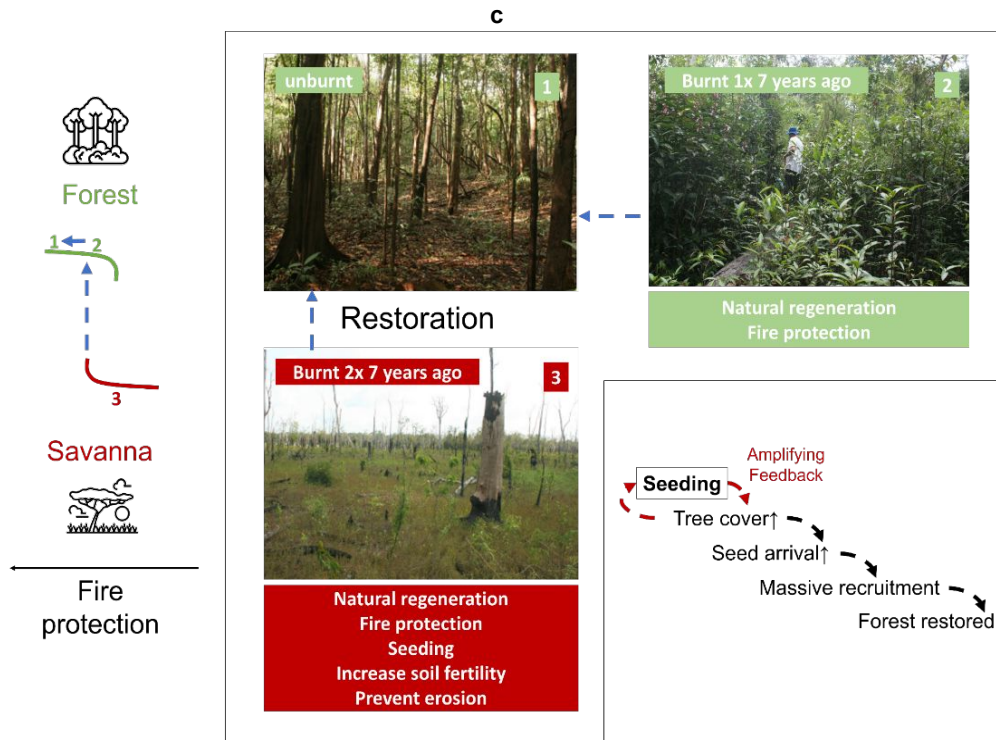 c
Forest
1
2
3
Savanna
Fire
protection
unburnt
1
Burnt 1x 7 years ago
2
Natural regeneration
Fire protection
Restoration
Burnt 2x 7 years ago
3
Natural regeneration
Fire protection
Seeding
Increase soil fertility
Prevent erosion
Amplifying
Feedback
Seeding
Tree cover↑
Seed arrival↑
Massive recruitment
Forest restored